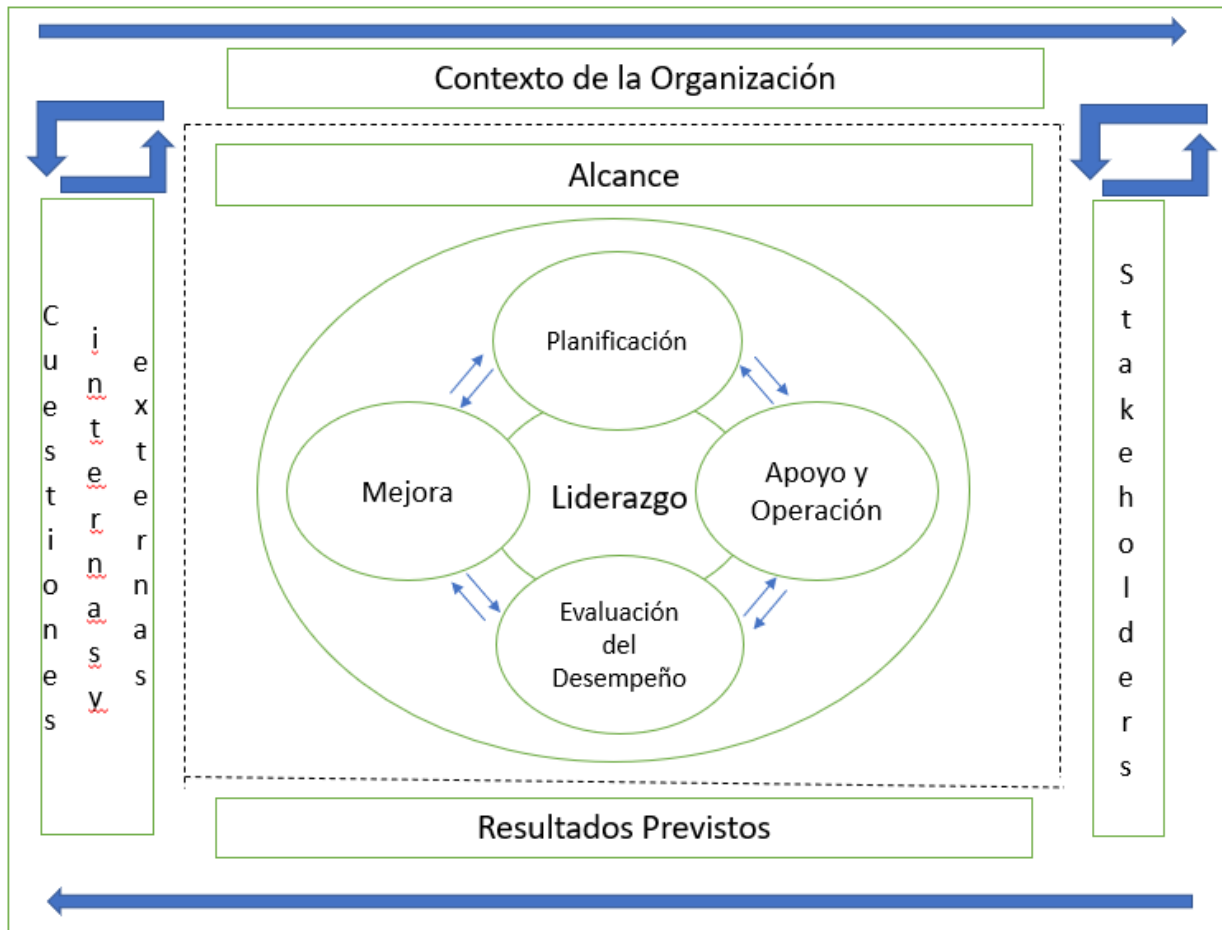 Contexto de la Organización
Alcance
Cuestiones
internas y
externas
Stakeholders
Planificación
Mejora
Liderazgo
Apoyo y
Operación
Evaluación
del
Desempeño
Resultados Previstos